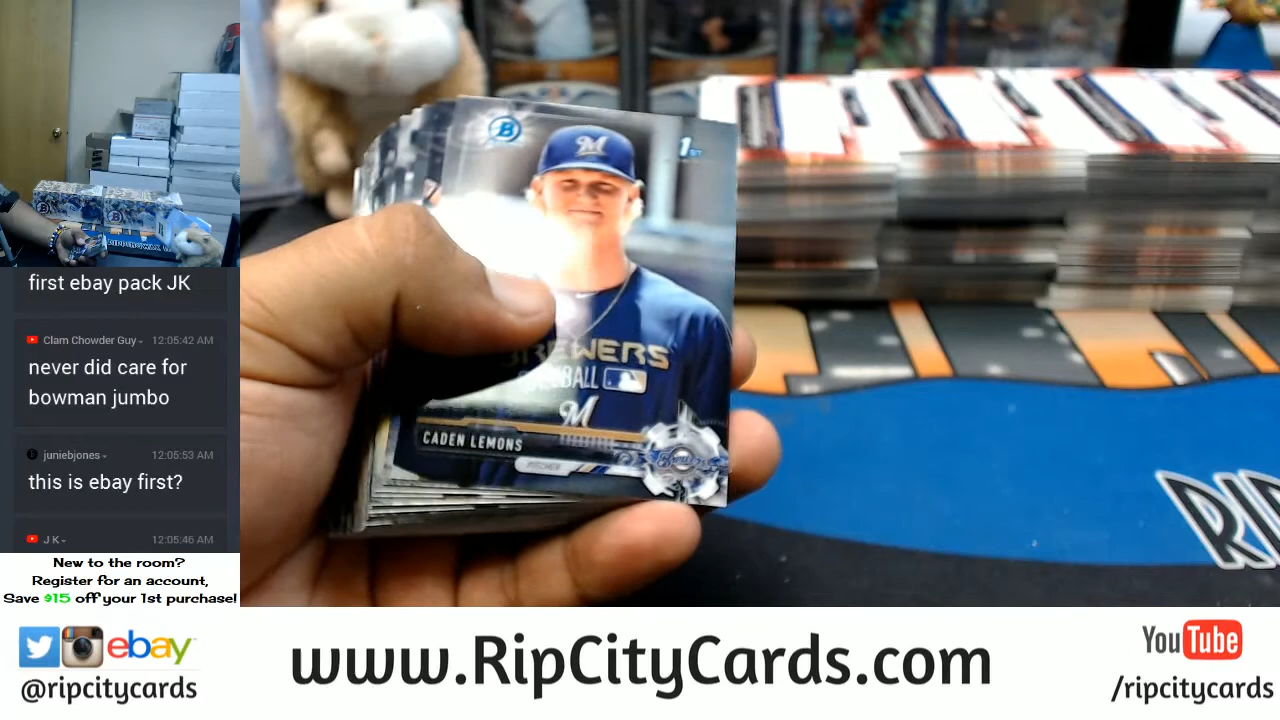 first ebay pack JK
Clam Chowder Guy
12:05:42 AM
never did care for
bowman jumbo
juniebjones
12:05:53 AM
this is ebay first?
J K
12:05:46 AM
New to the room?
Register for an account,
Save $15 off your 1st purchase!
ebay
@ripcitycards
www.RipCityCards.com
YouTube
/ripcitycards
B
M
1ST
BREWERS
BASEBALL
M
CADEN LEMONS
PITCHER
Brewers
RIP